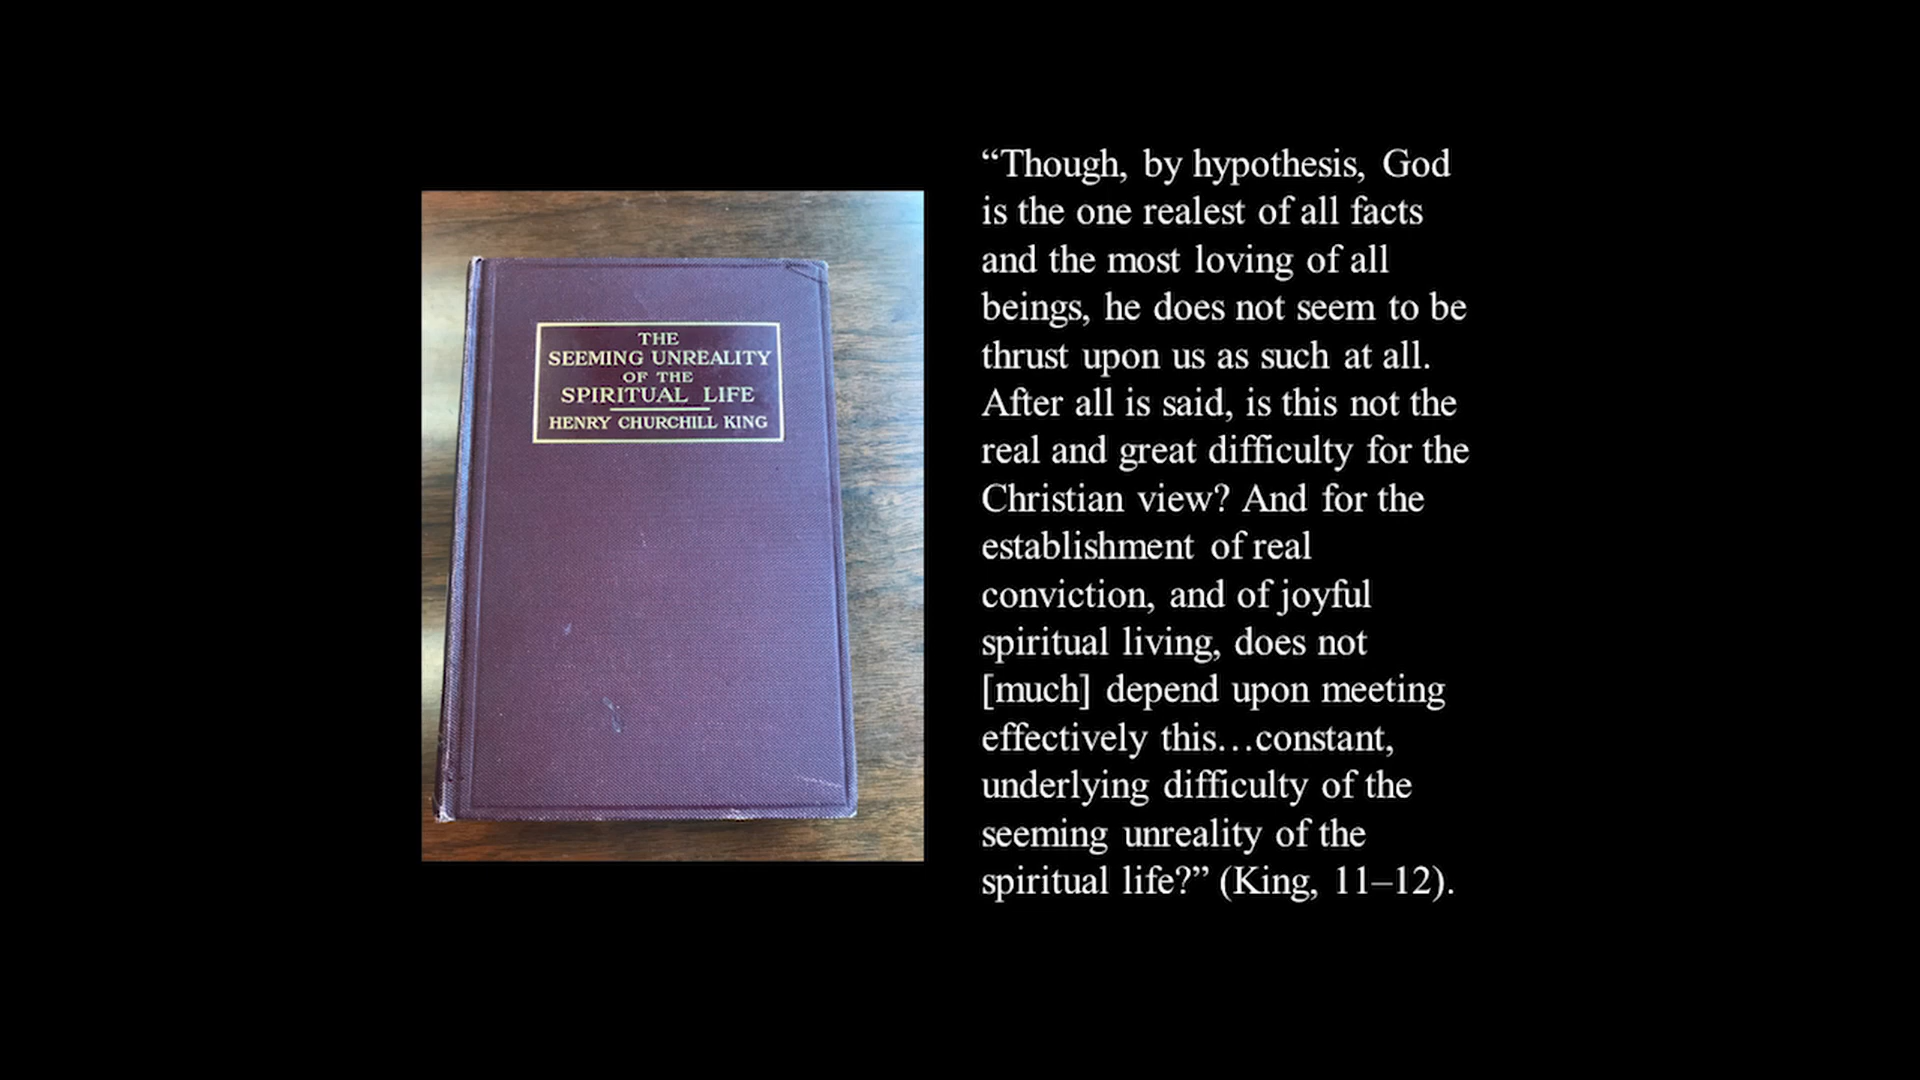 THE
SEEMING UNREALITY
OF THE
SPIRITUAL LIFE
HENRY CHURCHILL KING
“Though, by hypothesis, God
is the one realest of all facts
and the most loving of all
beings, he does not seem to be
thrust upon us as such at all.
After all is said, is this not the
real and great difficulty for the
Christian view? And for the
establishment of real
conviction, and of joyful
spiritual living, does not
[much] depend upon meeting
effectively this…constant,
underlying difficulty of the
seeming unreality of the
spiritual life?” (King, 11–12).